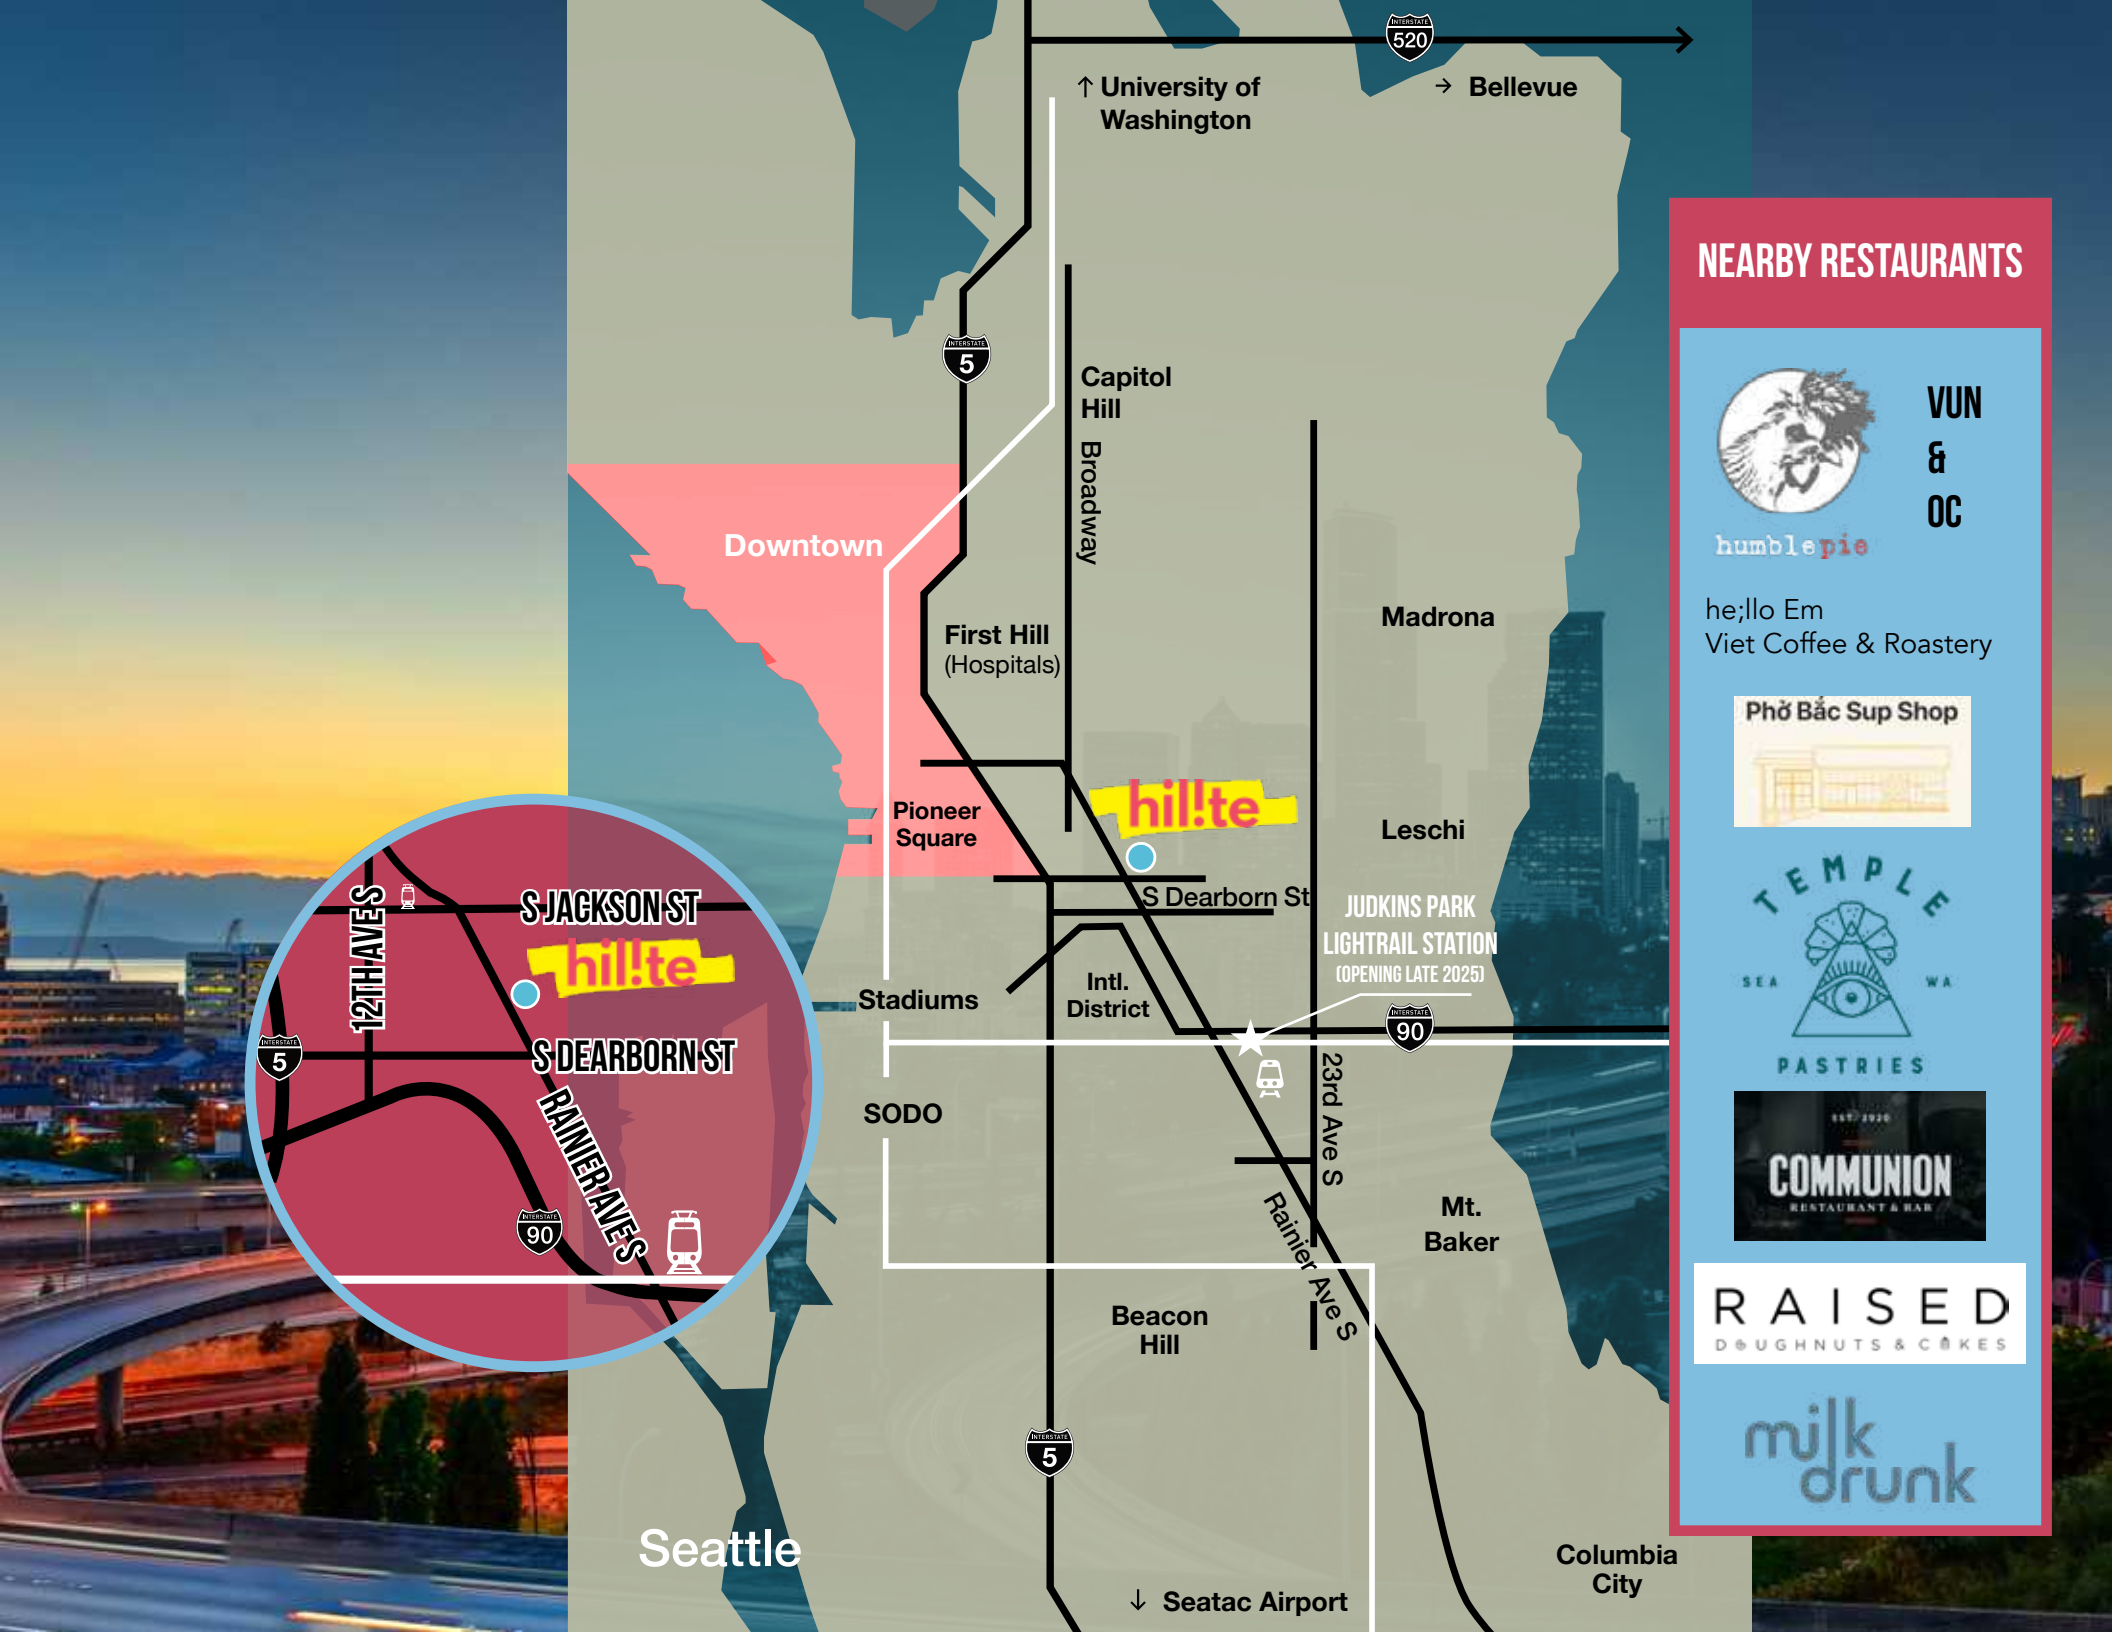 INTERSTATE
520
↑ University of
Washington
→ Bellevue
INTERSTATE
5
Capitol
Hill
Broadway
Downtown
First Hill
(Hospitals)
Madrona
Pioneer
Square
hil!te
Leschi
S Dearborn St
JUDKINS PARK
LIGHTRAIL STATION
(OPENING LATE 2025)
Intl.
District
Stadiums
INTERSTATE
90
SODO
23rd Ave S
Rainier Ave S
Mt.
Baker
Beacon
Hill
INTERSTATE
5
Seattle
Columbia
City
↓ Seatac Airport
12TH AVE S
S JACKSON ST
hil!te
INTERSTATE
5
S DEARBORN ST
RAINIER AVE S
INTERSTATE
90
NEARBY RESTAURANTS
humblepie
VUN
&
OC
he;llo Em
Viet Coffee & Roastery
Phở Bắc Sup Shop
TEMPLE
SEA WA
PASTRIES
EST. 2020
COMMUNION
RESTAURANT & BAR
RAISED
DOUGHNUTS & CAKES
milk
drunk